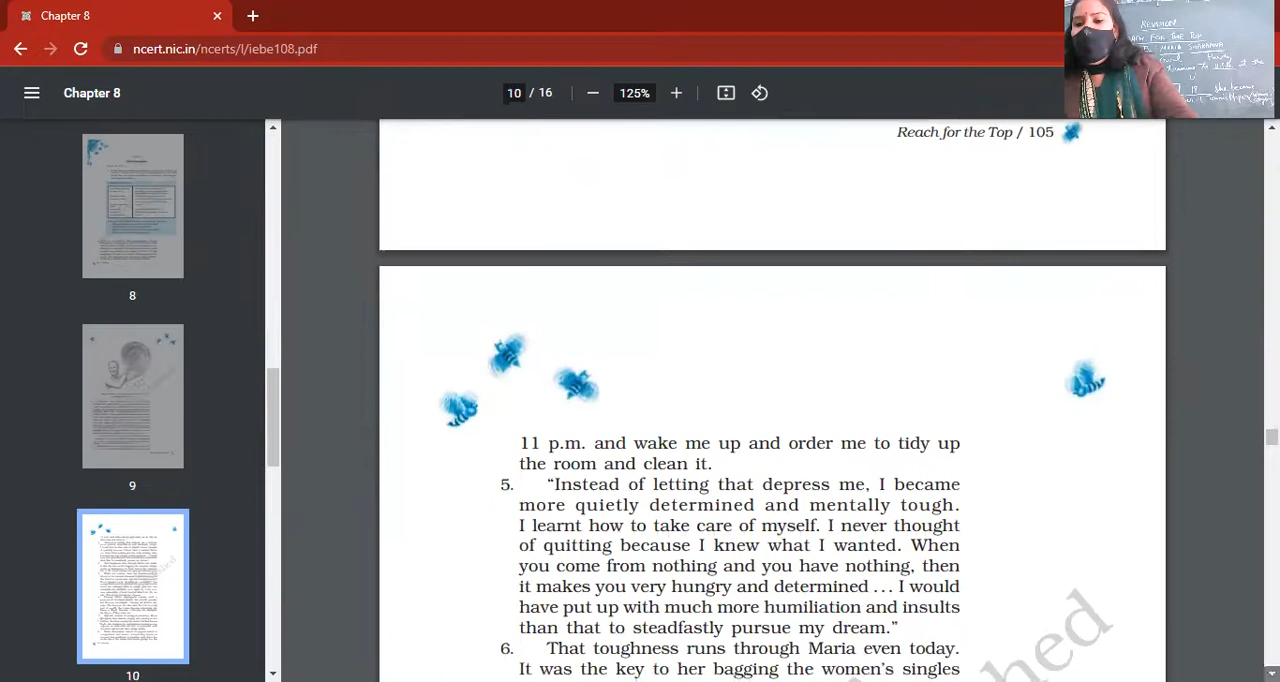 Chapter 8
ncert.nic.in/ncerts/l/iebe108.pdf
REVISION
FOR THE TOP
MARIA SHARAPOVA
Chapter 8
10 / 16
125%
8
9
10
Reach for the Top / 105
11 p.m. and wake me up and order me to tidy up
the room and clean it.
5. “Instead of letting that depress me, I became
more quietly determined and mentally tough.
I learnt how to take care of myself. I never thought
of quitting because I knew what I wanted. When
you come from nothing and you have nothing, then
it makes you very hungry and determined ... I would
have put up with much more humiliation and insults
than that to steadfastly pursue my dream.”
6. That toughness runs through Maria even today.
It was the key to her bagging the women’s singles